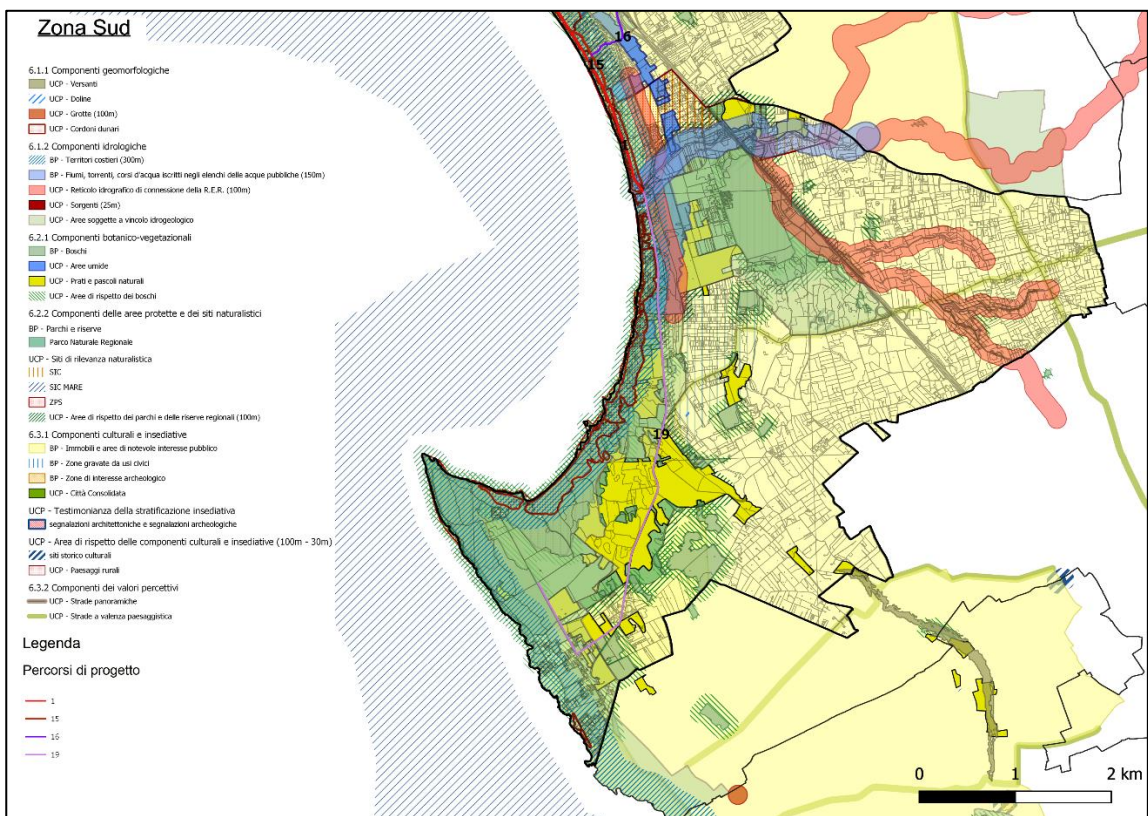 Zona Sud
6.1.1 Componenti geomorfologiche
UCP - Versanti
UCP - Doline
UCP - Grotte (100m)
UCP - Cordoni dunari
6.1.2 Componenti idrologiche
BP - Territori costieri (300m)
BP - Fiumi, torrenti, corsi d'acqua iscritti negli elenchi delle acque pubbliche (150m)
UCP - Reticolo idrografico di connessione della R.E.R. (100m)
UCP - Sorgenti (25m)
UCP - Aree soggette a vincolo idrogeologico
6.2.1 Componenti botanico-vegetazionali
BP - Boschi
UCP - Aree umide
UCP - Prati e pascoli naturali
UCP - Aree di rispetto dei boschi
6.2.2 Componenti delle aree protette e dei siti naturalistici
BP - Parchi e riserve
Parco Naturale Regionale
UCP - Siti di rilevanza naturalistica
SIC
SIC MARE
ZPS
UCP - Aree di rispetto dei parchi e delle riserve regionali (100m)
6.3.1 Componenti culturali e insediative
BP - Immobili e aree di notevole interesse pubblico
BP - Zone gravate da usi civici
BP - Zone di interesse archeologico
UCP - Città Consolidata
UCP - Testimonianza della stratificazione insediativa
segnalazioni architettoniche e segnalazioni archeologiche
UCP - Area di rispetto delle componenti culturali e insediative (100m - 30m)
siti storico culturali
UCP - Paesaggi rurali
6.3.2 Componenti dei valori percettivi
UCP - Strade panoramiche
UCP - Strade a valenza paesaggistica
Legenda
Percorsi di progetto
1
15
16
19
16
15
1
19
0 1 2 km